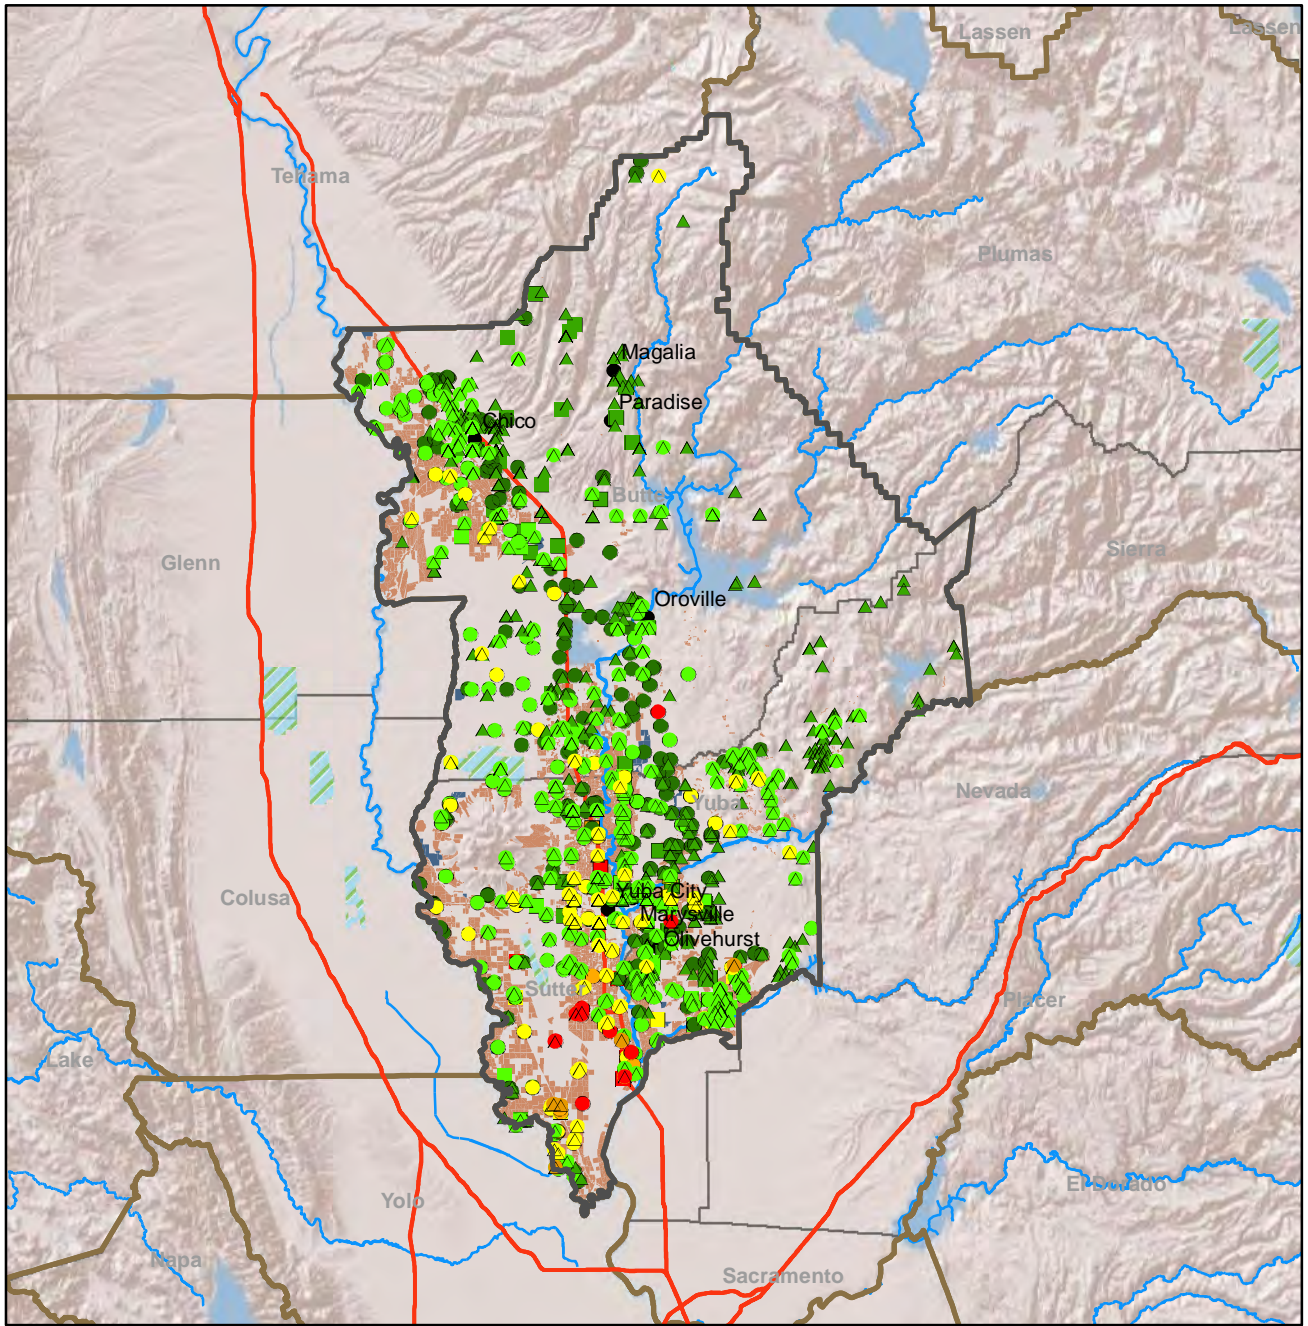 Lassen
Lassen
Tehama
Plumas
Magalia
Paradise
Chico
Butte
Glenn
Sierra
Oroville
Nevada
Yuba
Colusa
Yuba City
Marysville
Olivehurst
Sutter
Placer
Lake
El Dorado
Yolo
Napa
Sacramento